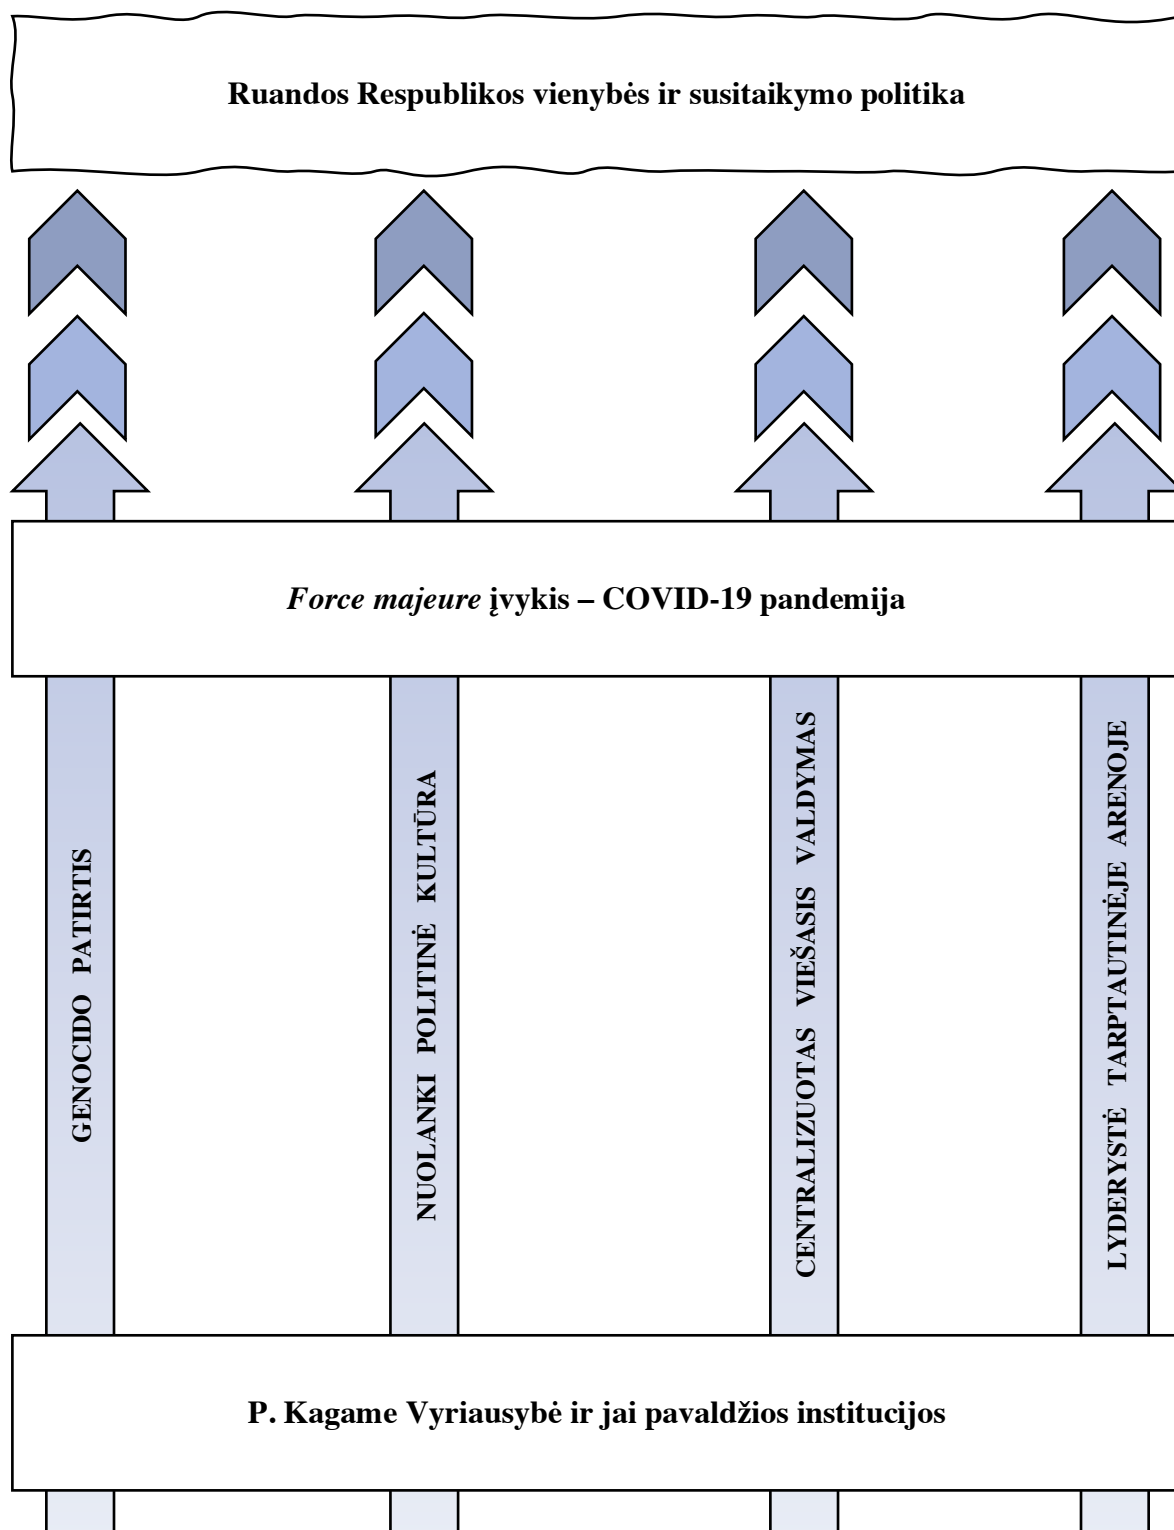 Ruandos Respublikos vienybės ir susitaikymo politika
Force majeure įvykis – COVID-19 pandemija
GENOCIDO PATIRTIS
NUOLANKI POLITINĖ KULTŪRA
CENTRALIZUOTAS VIEŠASIS VALDYMAS
LYDERYSTĖ TARPTAUTINĖJE ARENOJE
P. Kagame Vyriausybė ir jai pavaldžios institucijos